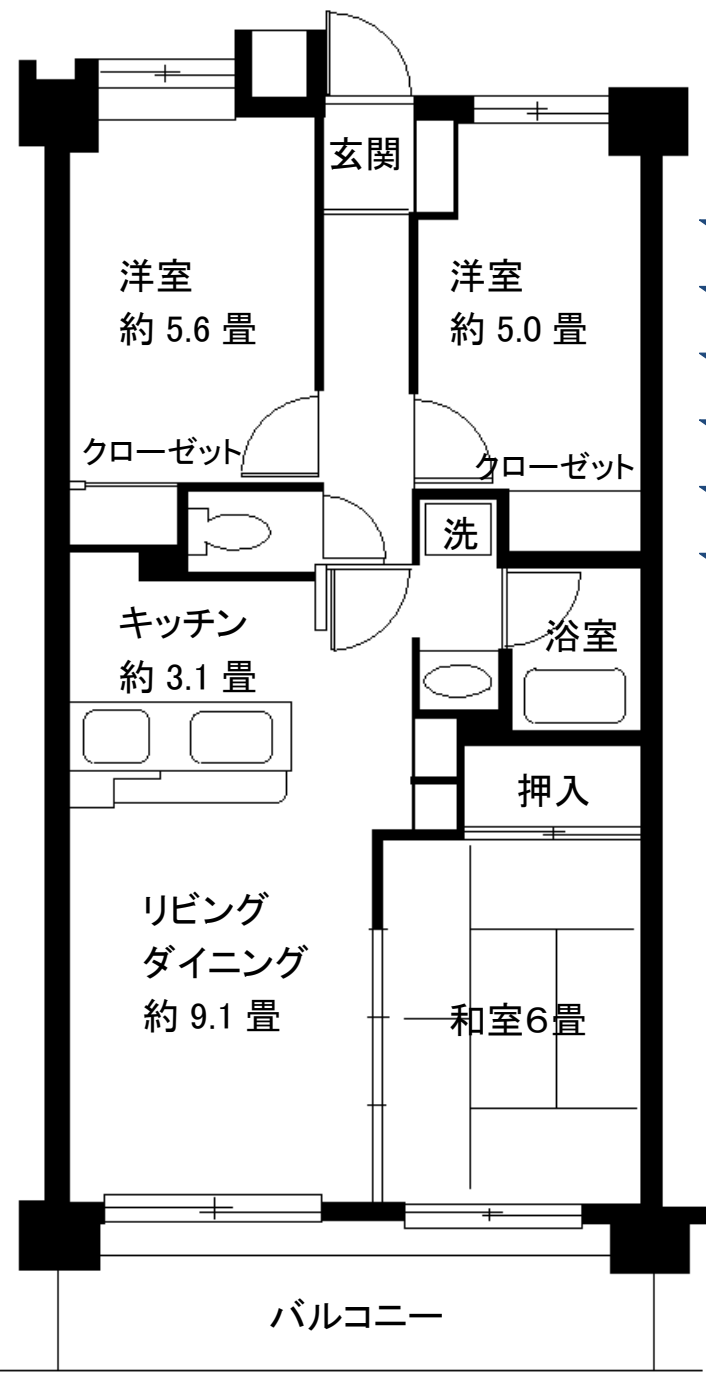 玄関
洋室
約 5.6 畳
洋室
約 5.0 畳
クローゼット
クローゼット
洗
キッチン
約 3.1 畳
浴室
押入
リビング
ダイニング
約 9.1 畳
和室６畳
バルコニー